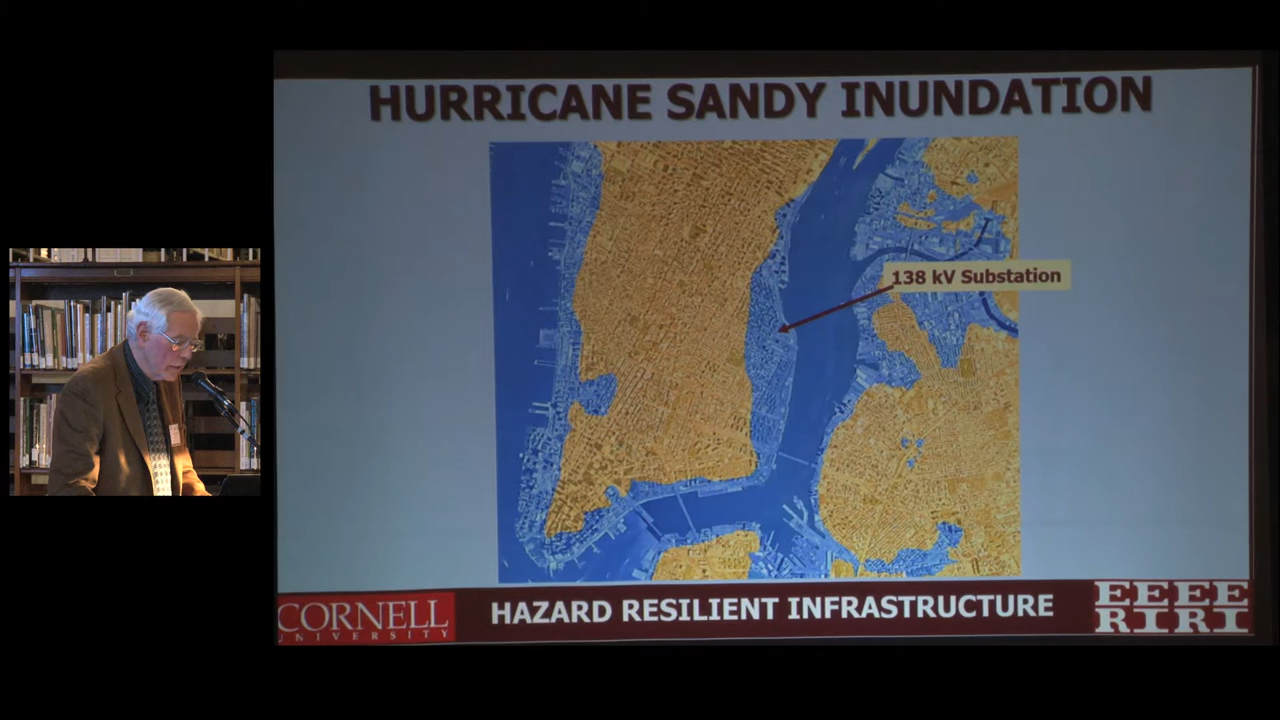 HURRICANE SANDY INUNDATION
138 kV Substation
CORNELL
UNIVERSITY
HAZARD RESILIENT INFRASTRUCTURE
EEEE
RIRI